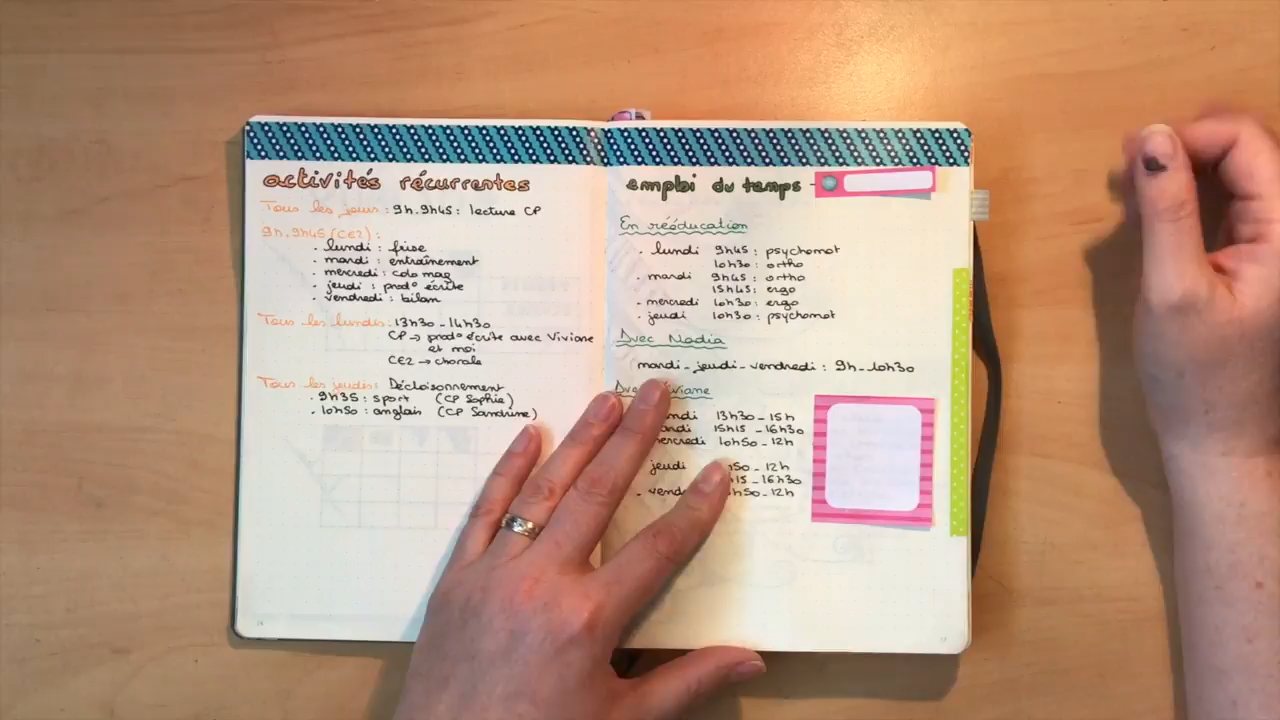 activités récurrentes
Tous les jours : 9h.9h45 : lecture CP
9h.9h45 (CE2) :
. lundi : frise
. mardi : entraînement
. mercredi : colo mag
. jeudi : prod° écrite
. vendredi : bilan
Tous les lundis : 13h30 - 14h30
CP → prod° écrite avec Viviane
et moi
CE2 → chorale
Tous les jeudis : Décloisonnement
. 9h35 : sport (CP Sophie)
. 10h50 : anglais (CP Sandrine)
emploi du temps -
En rééducation
. lundi 9h45 : psychomot
10h30 : ortho
. mardi 9h45 : ortho
15h45 : ergo
. mercredi 10h30 : ergo
. jeudi 10h30 : psychomot
Avec Nadia
mardi - jeudi - vendredi : 9h - 10h30
13h30 - 15h
15h15 - 16h30
10h50 - 12h
jeudi - 12h
- 16h30
- 12h